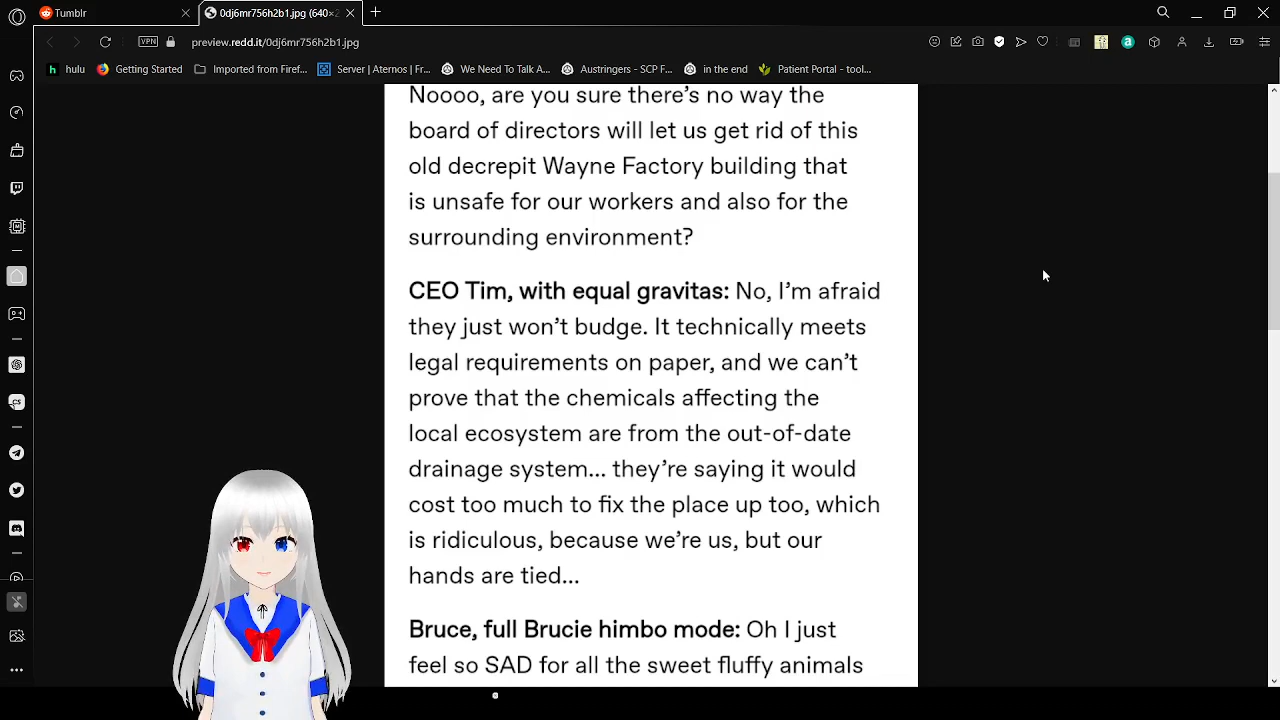 Tumblr
0dj6mr756h2b1.jpg (640×2
VPN
preview.redd.it/0dj6mr756h2b1.jpg
hulu
Getting Started
Imported from Firef...
Server | Aternos | Fr...
We Need To Talk A...
Austringers - SCP F...
in the end
Patient Portal - tool...
Noooo, are you sure there’s no way the
board of directors will let us get rid of this
old decrepit Wayne Factory building that
is unsafe for our workers and also for the
surrounding environment?
CEO Tim, with equal gravitas: No, I’m afraid
they just won’t budge. It technically meets
legal requirements on paper, and we can’t
prove that the chemicals affecting the
local ecosystem are from the out-of-date
drainage system... they’re saying it would
cost too much to fix the place up too, which
is ridiculous, because we’re us, but our
hands are tied...
Bruce, full Brucie himbo mode: Oh I just
feel so SAD for all the sweet fluffy animals